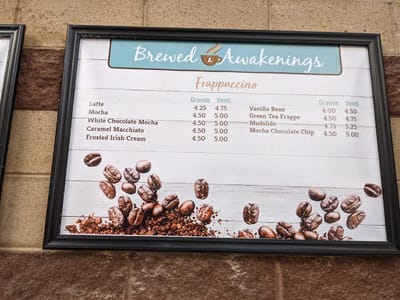 Brewed Awakenings
Frappuccino
Grande Venti
Latte 4.25 4.75
Mocha 4.50 5.00
White Chocolate Mocha 4.50 5.00
Caramel Macchiato 4.50 5.00
Frosted Irish Cream 4.50 5.00
Grande Venti
Vanilla Bean 4.00 4.50
Green Tea Frappe 4.50 4.75
Mudslide 4.75 5.25
Mocha Chocolate Chip 4.50 5.00